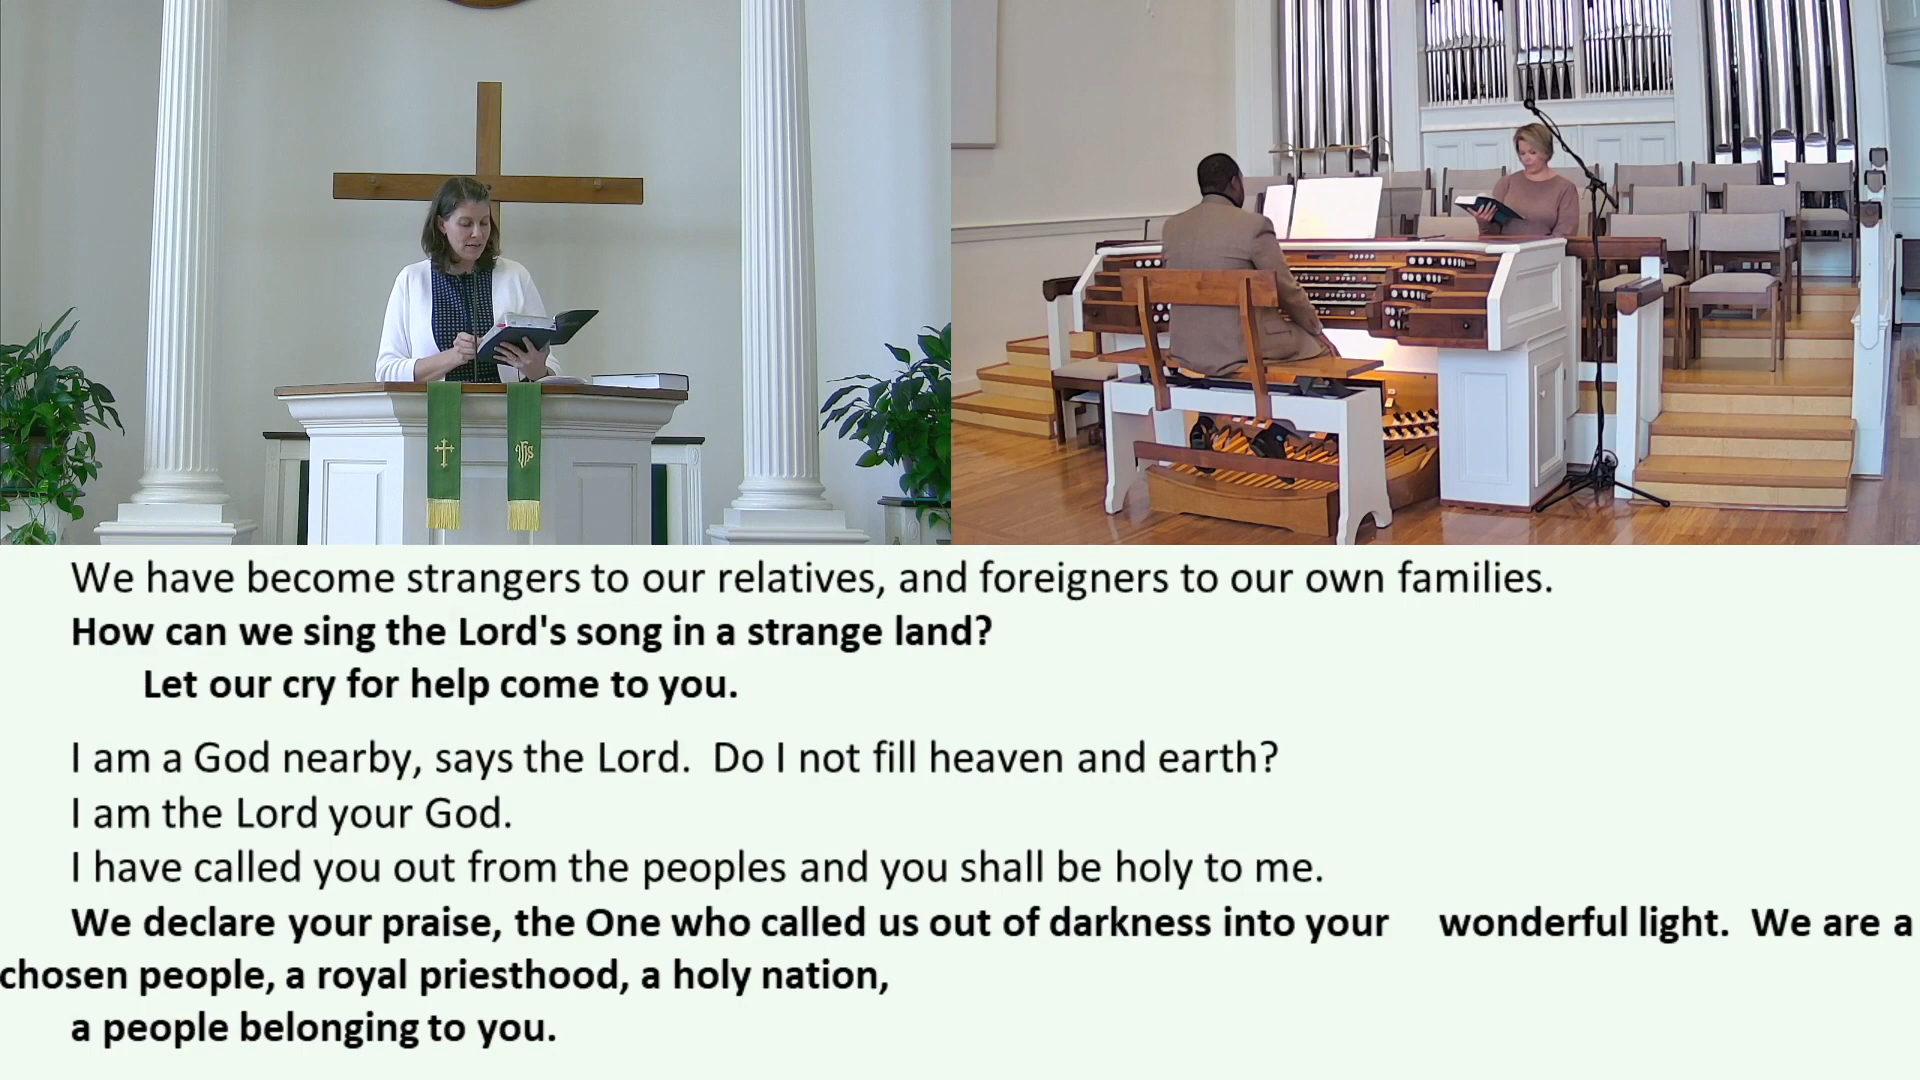 IHS
We have become strangers to our relatives, and foreigners to our own families.
How can we sing the Lord's song in a strange land?
Let our cry for help come to you.
I am a God nearby, says the Lord.  Do I not fill heaven and earth?
I am the Lord your God.
I have called you out from the peoples and you shall be holy to me.
We declare your praise, the One who called us out of darkness into your    wonderful light.  We are a
chosen people, a royal priesthood, a holy nation,
a people belonging to you.